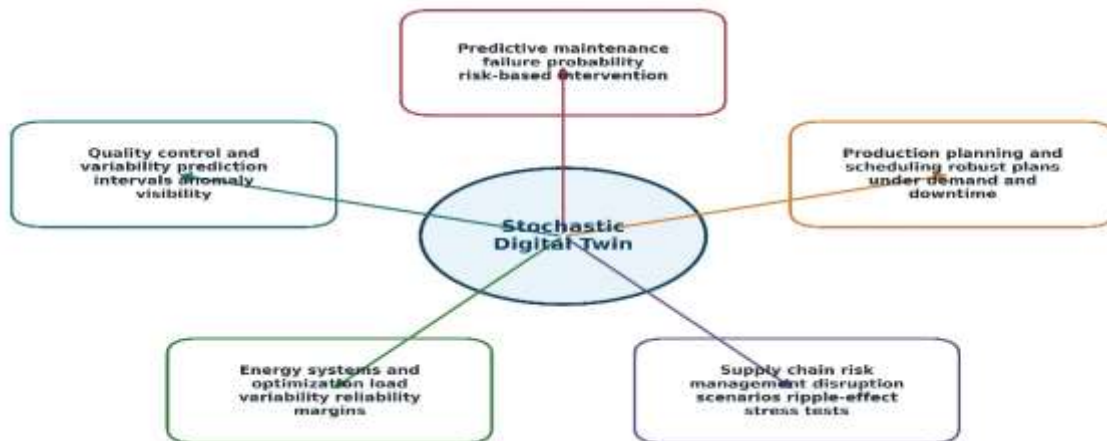 Predictive maintenance
failure probability
risk-based intervention
Quality control and
variability prediction
intervals anomaly
visibility
Production planning and
scheduling robust plans
under demand and
downtime
Stochastic
Digital Twin
Energy systems and
optimization load
variability reliability
margins
Supply chain risk
management disruption
scenarios ripple-effect
stress tests